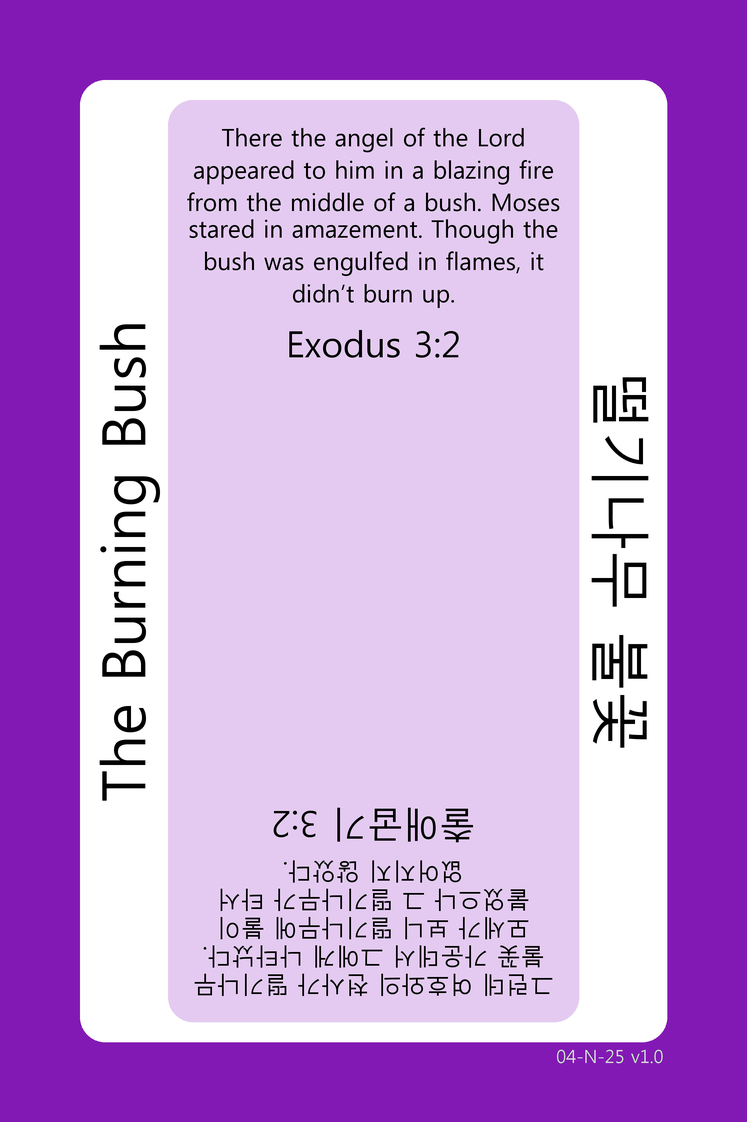 There the angel of the Lord
appeared to him in a blazing fire
from the middle of a bush. Moses
stared in amazement. Though the
bush was engulfed in flames, it
didn't burn up.
Exodus 3:2
The Burning Bush
떨기나무 불꽃
그런데 여호와의 천사가 떨기나무
불꽃 가운데서 그에게 나타났다.
모세가 보니 떨기나무에 불이
붙었으나 그 떨기나무가 타서
없어지지 않았다.
출애굽기 3:2
04-N-25 v1.0